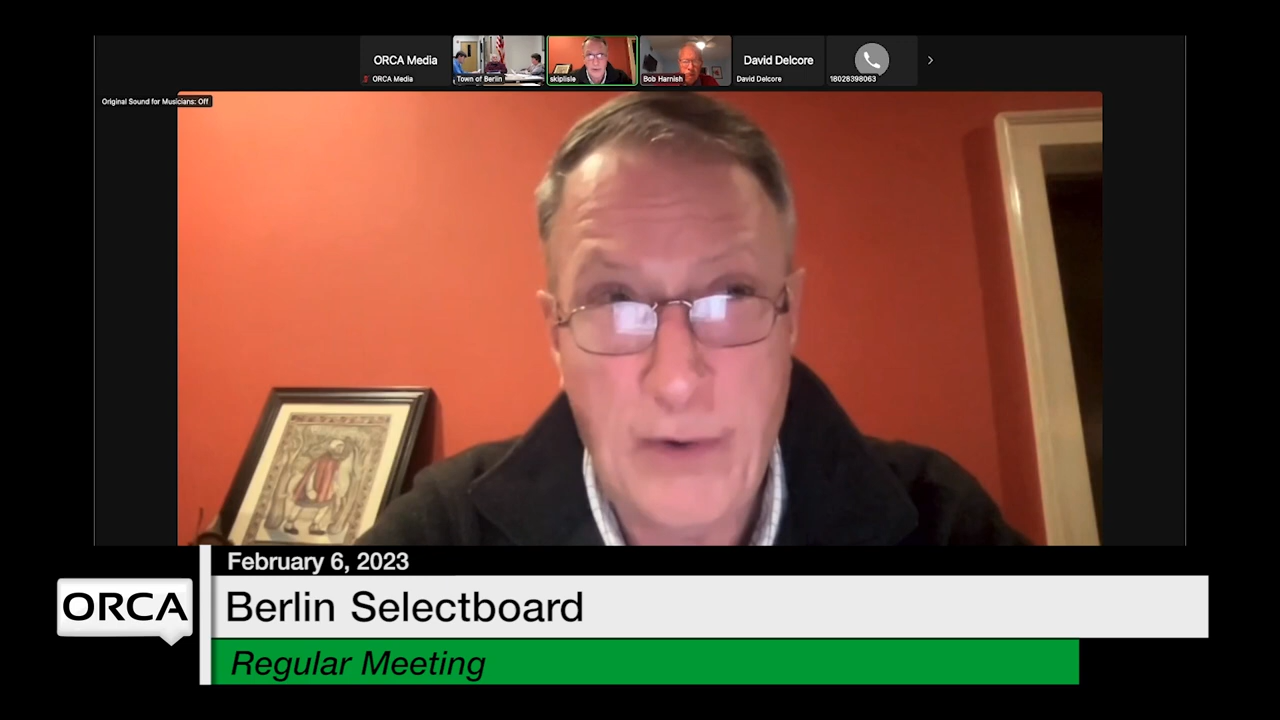 ORCA Media
David Delcore
ORCA Media
Town of Berlin
skiplisle
Bob Harnish
David Delcore
18028398063
Original Sound for Musicians: Off
February 6, 2023
ORCA
Berlin Selectboard
Regular Meeting